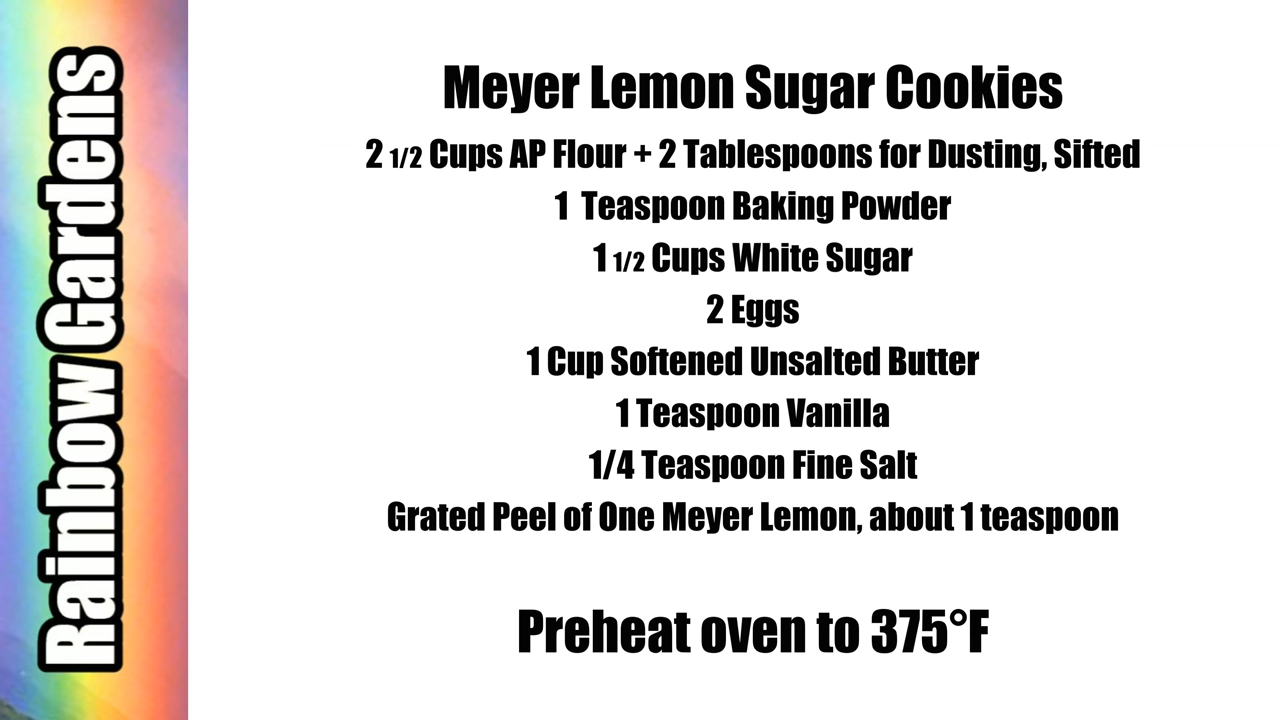 Rainbow Gardens
Meyer Lemon Sugar Cookies
2 1/2 Cups AP Flour + 2 Tablespoons for Dusting, Sifted
1 Teaspoon Baking Powder
1 1/2 Cups White Sugar
2 Eggs
1 Cup Softened Unsalted Butter
1 Teaspoon Vanilla
1/4 Teaspoon Fine Salt
Grated Peel of One Meyer Lemon, about 1 teaspoon
Preheat oven to 375°F